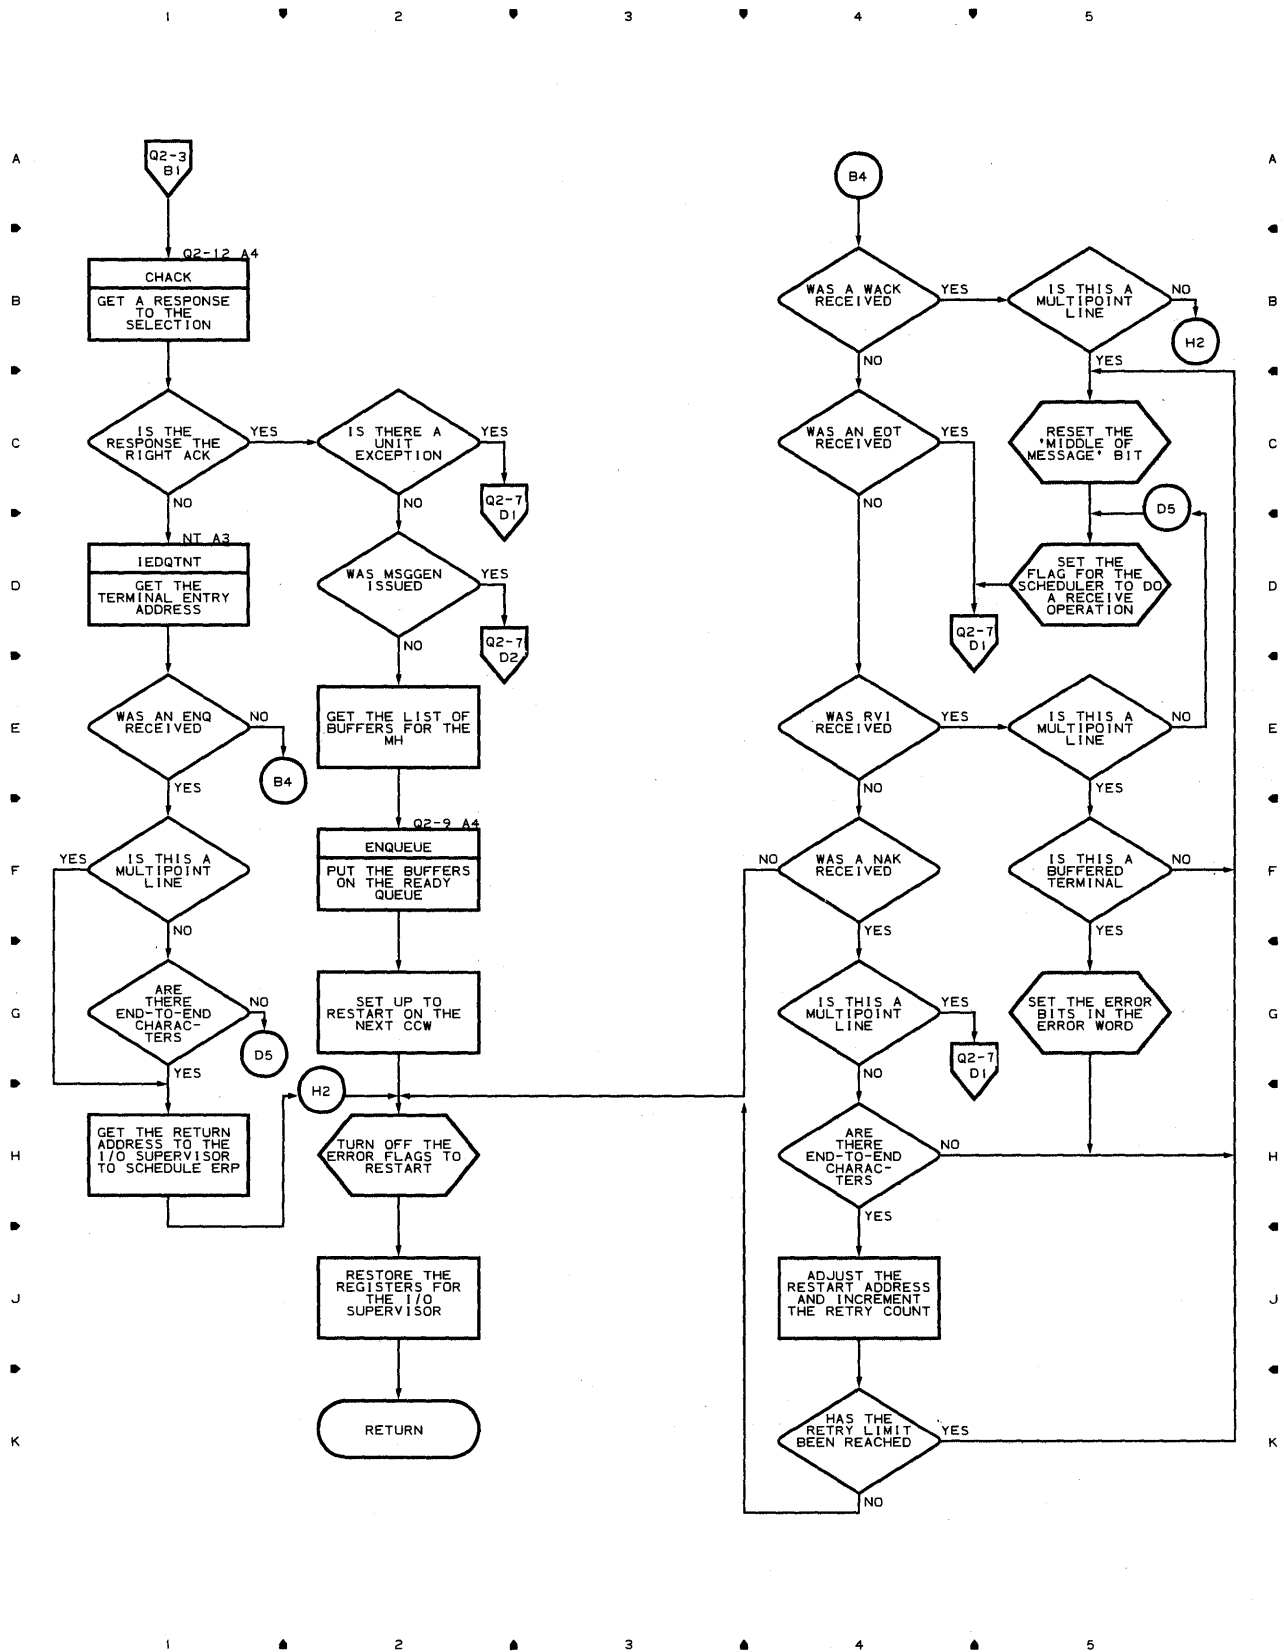 1 2 3 4 5
A
Q2-3
B1
B4
A
Q2-12 A4
CHACK
B
GET A RESPONSE
TO THE
SELECTION
WAS A WACK
RECEIVED
YES
IS THIS A
MULTIPOINT
LINE
NO
B
H2
NO
YES
C
IS THE
RESPONSE THE
RIGHT ACK
YES
IS THERE A
UNIT
EXCEPTION
YES
WAS AN EOT
RECEIVED
YES
RESET THE
'MIDDLE OF
MESSAGE' BIT
C
NO
NO
Q2-7
D1
NO
D5
NT A3
IEDQTNT
D
GET THE
TERMINAL ENTRY
ADDRESS
WAS MSGGEN
ISSUED
YES
SET THE
FLAG FOR THE
SCHEDULER TO DO
A RECEIVE
OPERATION
D
NO
Q2-7
D2
Q2-7
D1
E
WAS AN ENQ
RECEIVED
NO
GET THE LIST OF
BUFFERS FOR THE
MH
WAS RVI
RECEIVED
YES
IS THIS A
MULTIPOINT
LINE
NO
E
YES
B4
NO
YES
Q2-9 A4
ENQUEUE
F
YES
IS THIS A
MULTIPOINT
LINE
PUT THE BUFFERS
ON THE READY
QUEUE
NO
WAS A NAK
RECEIVED
IS THIS A
BUFFERED
TERMINAL
NO
F
NO
YES
YES
G
ARE
THERE
END-TO-END
CHARAC-
TERS
NO
SET UP TO
RESTART ON THE
NEXT CCW
IS THIS A
MULTIPOINT
LINE
YES
SET THE ERROR
BITS IN THE
ERROR WORD
G
D5
YES
NO
Q2-7
D1
H2
H
GET THE RETURN
ADDRESS TO THE
I/O SUPERVISOR
TO SCHEDULE ERP
TURN OFF THE
ERROR FLAGS TO
RESTART
ARE
THERE
END-TO-END
CHARAC-
TERS
NO
H
YES
J
RESTORE THE
REGISTERS FOR
THE I/O
SUPERVISOR
ADJUST THE
RESTART ADDRESS
AND INCREMENT
THE RETRY COUNT
J
K
RETURN
HAS THE
RETRY LIMIT
BEEN REACHED
YES
K
NO
1 2 3 4 5